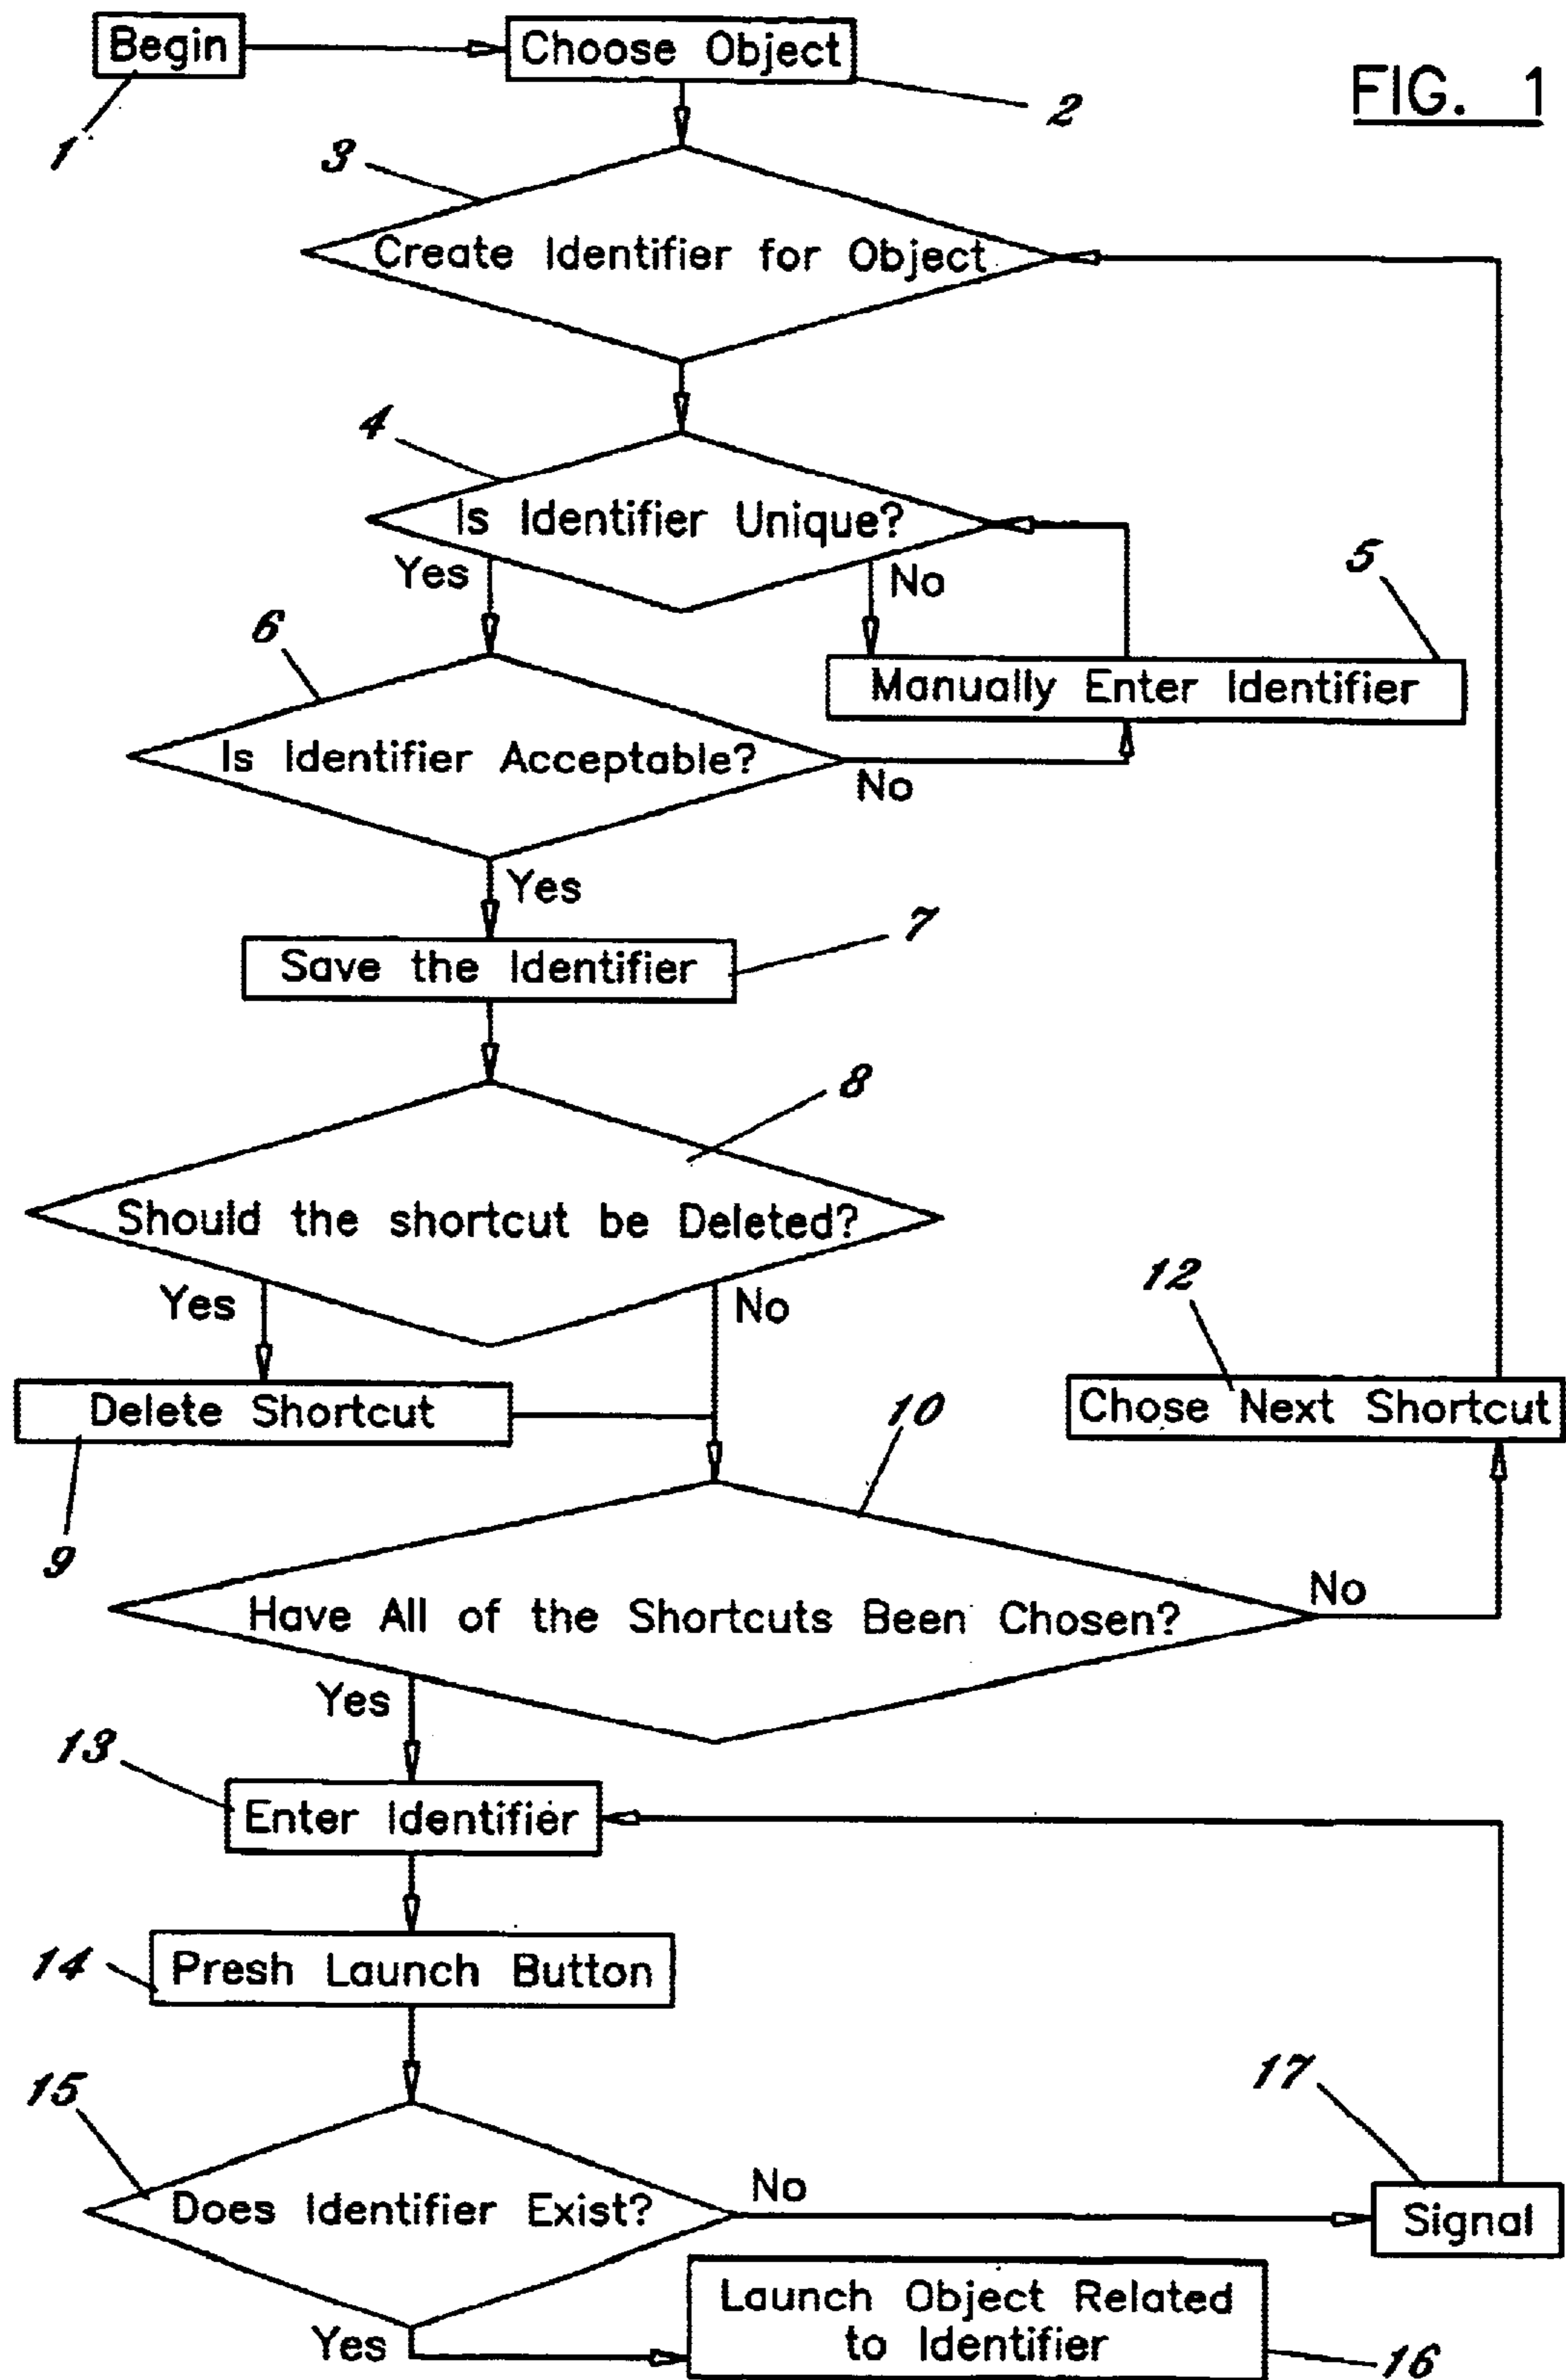 Begin
Choose Object
FIG. 1
1
2
3
Create Identifier for Object
4
Is Identifier Unique?
Yes
No
5
6
Manually Enter Identifier
Is Identifier Acceptable?
No
Yes
7
Save the Identifier
8
Should the shortcut be Deleted?
Yes
No
12
Delete Shortcut
10
Chose Next Shortcut
9
No
Have All of the Shortcuts Been Chosen?
Yes
13
Enter Identifier
14
Presh Launch Button
15
17
No
Does Identifier Exist?
Signal
Launch Object Related
to Identifier
Yes
16